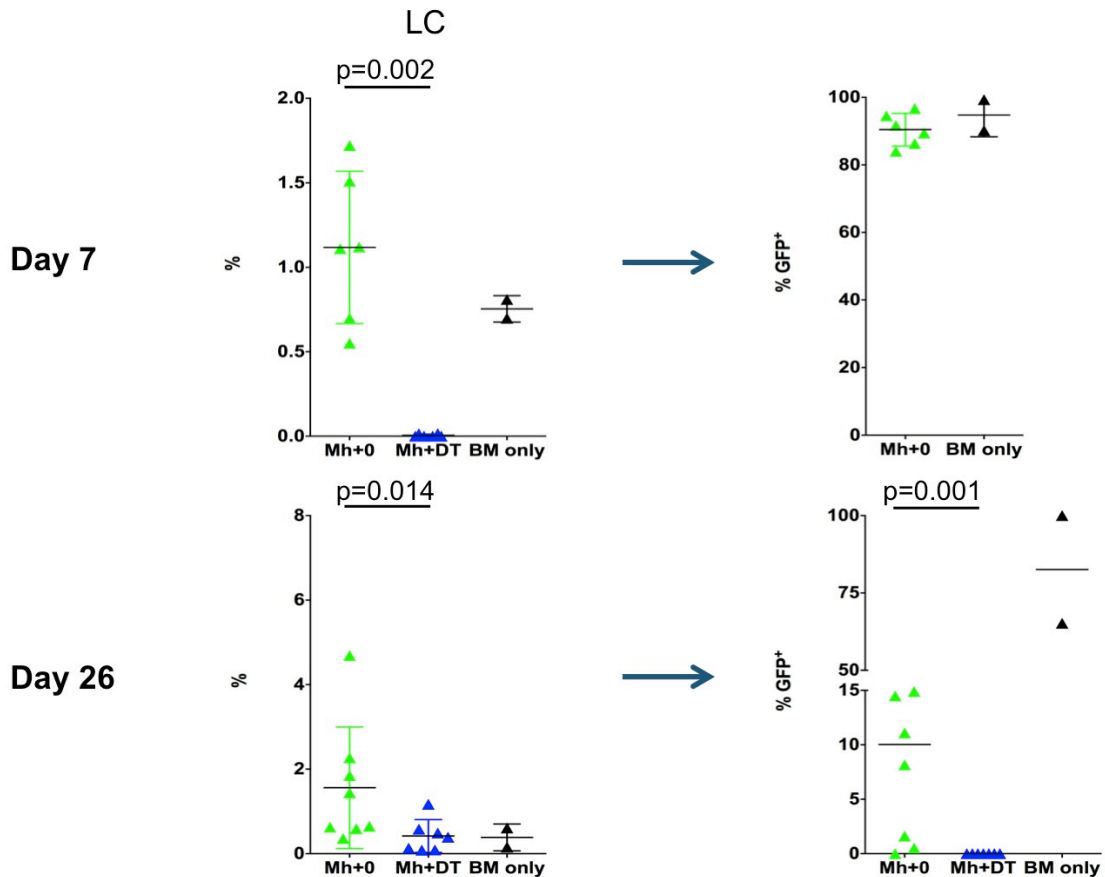 LC
p=0.002
Day 7
%
2.0
1.5
1.0
0.5
0.0
Mh+0 Mh+DT BM only
% GFP+
100
80
60
40
20
0
Mh+0 BM only
p=0.014
Day 26
%
8
6
4
2
0
Mh+0 Mh+DT BM only
p=0.001
% GFP+
100
75
50
15
10
5
0
Mh+0 Mh+DT BM only